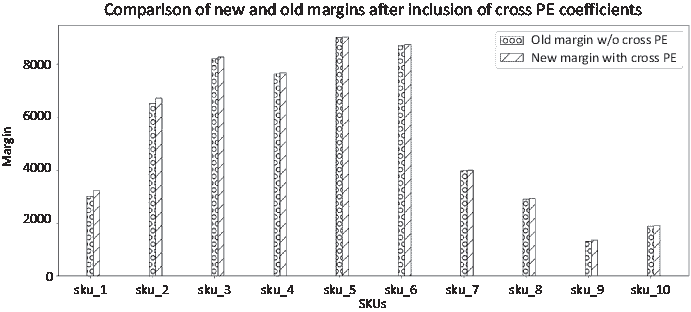 Comparison of new and old margins after inclusion of cross PE coefficients
Old margin w/o cross PE
New margin with cross PE
8000
6000
4000
2000
0
Margin
sku_1 sku_2 sku_3 sku_4 sku_5 sku_6 sku_7 sku_8 sku_9 sku_10
SKUs